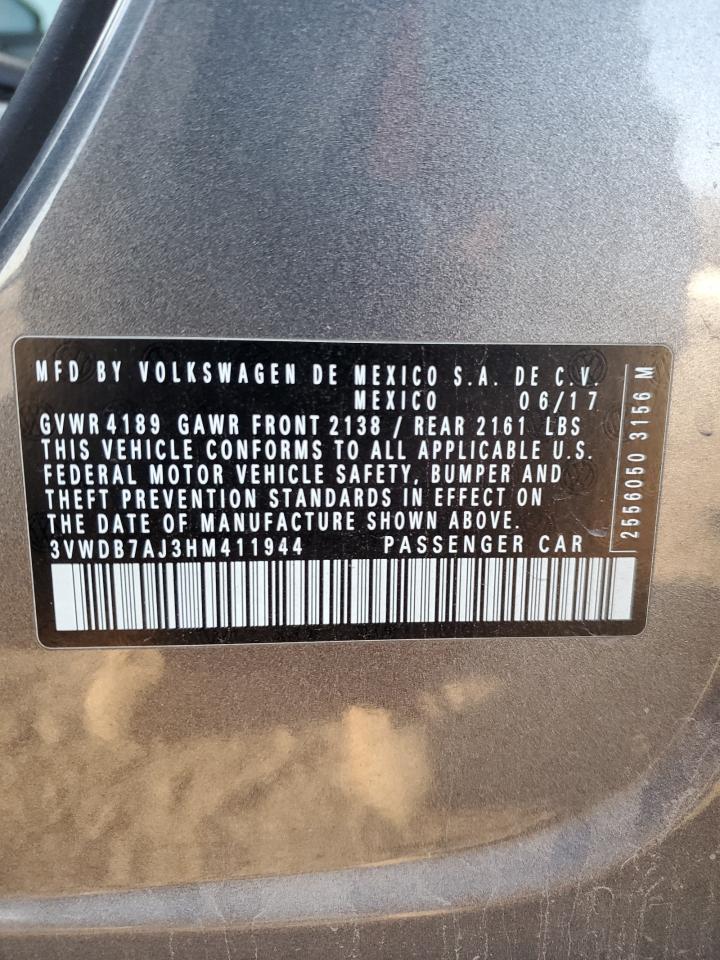 MFD BY VOLKSWAGEN DE MEXICO S.A. DE C.V.
MEXICO 06/17
GVWR 4189 GAWR FRONT 2138 / REAR 2161 LBS
THIS VEHICLE CONFORMS TO ALL APPLICABLE U.S.
FEDERAL MOTOR VEHICLE SAFETY, BUMPER AND
THEFT PREVENTION STANDARDS IN EFFECT ON
THE DATE OF MANUFACTURE SHOWN ABOVE.
3VWDB7AJ3HM411944 PASSENGER CAR
2556050 3156 M